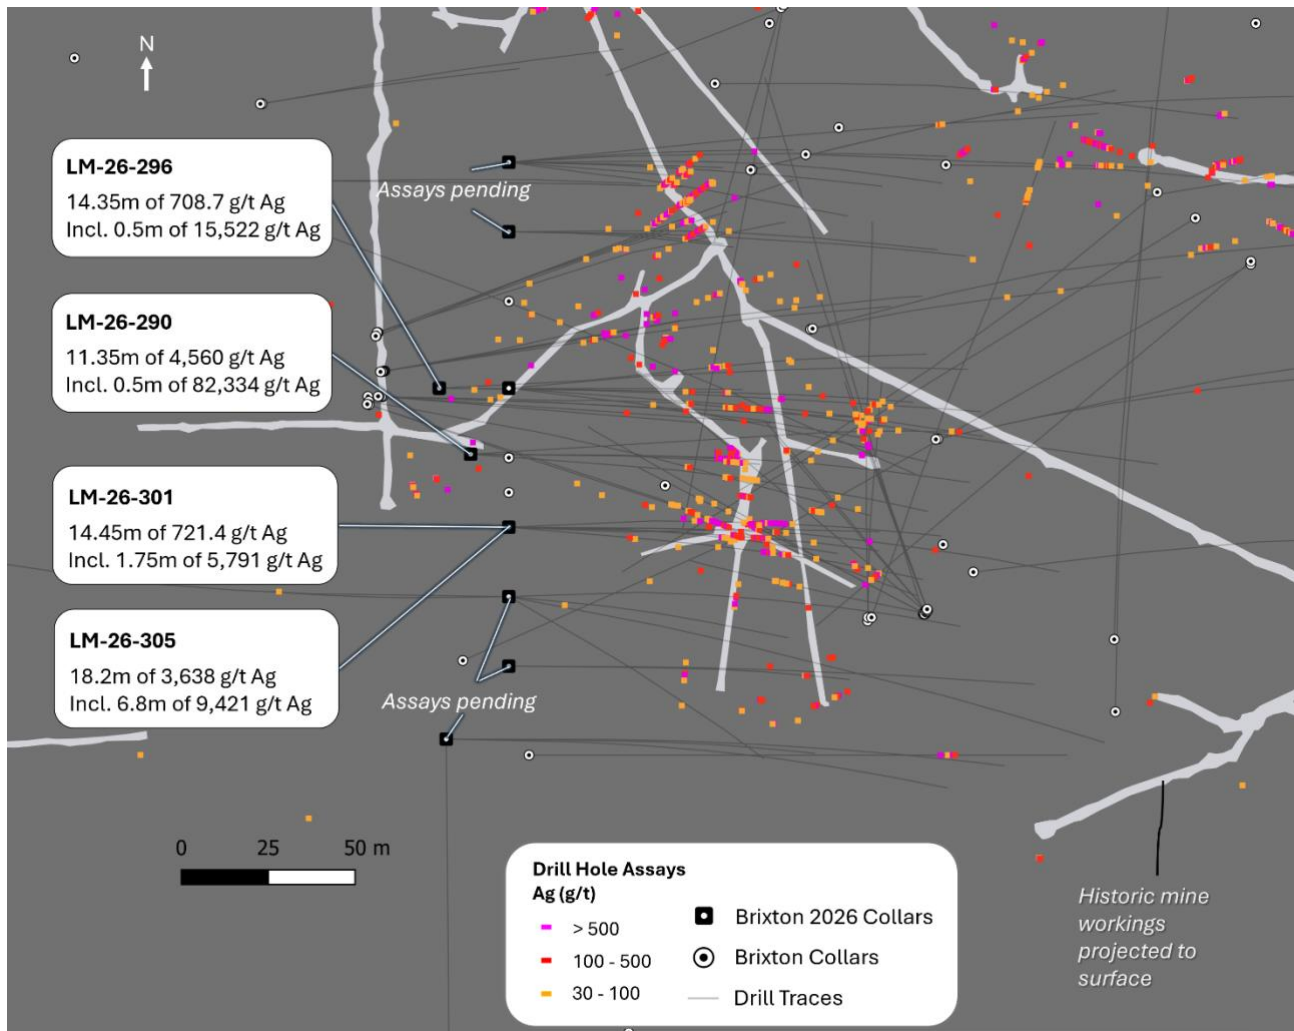 N
LM-26-296
14.35m of 708.7 g/t Ag
Incl. 0.5m of 15,522 g/t Ag
Assays pending
LM-26-290
11.35m of 4,560 g/t Ag
Incl. 0.5m of 82,334 g/t Ag
LM-26-301
14.45m of 721.4 g/t Ag
Incl. 1.75m of 5,791 g/t Ag
LM-26-305
18.2m of 3,638 g/t Ag
Incl. 6.8m of 9,421 g/t Ag
Assays pending
0 25 50 m
Drill Hole Assays
Ag (g/t)
> 500
100 - 500
30 - 100
Brixton 2026 Collars
Brixton Collars
Drill Traces
Historic mine
workings
projected to
surface